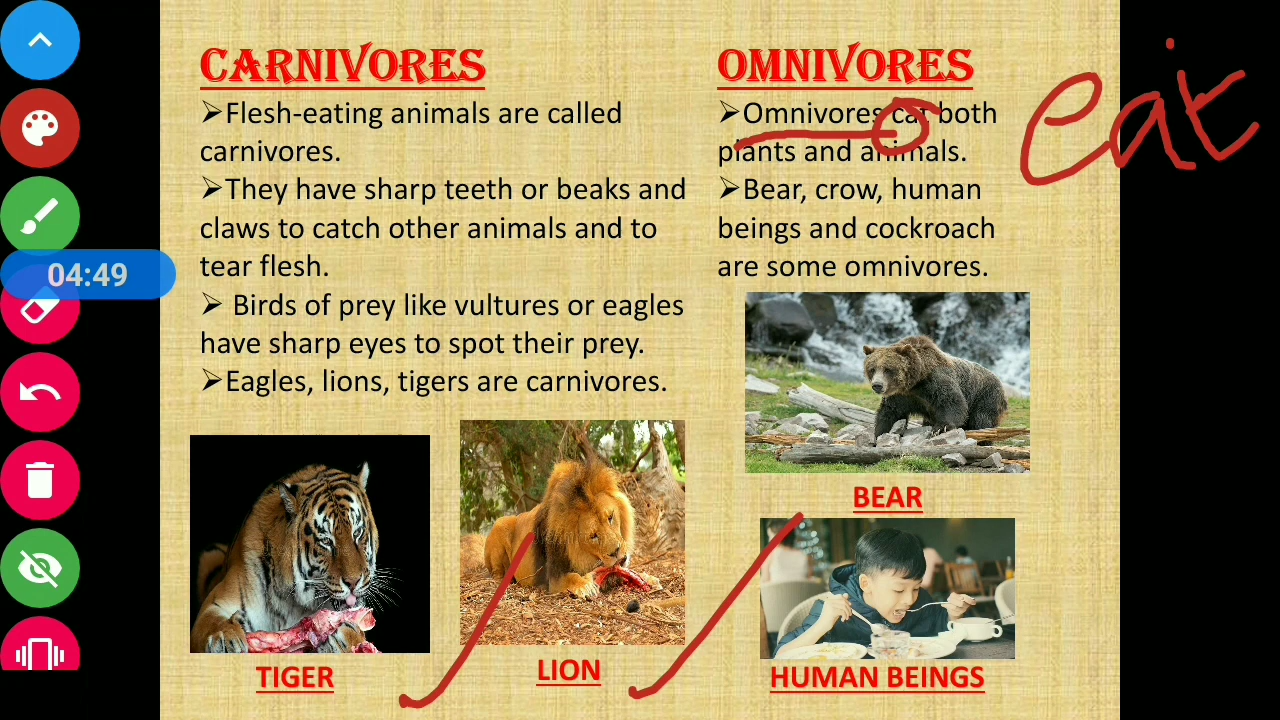 CARNIVORES
➢Flesh-eating animals are called
carnivores.
➢They have sharp teeth or beaks and
claws to catch other animals and to
tear flesh.
➢ Birds of prey like vultures or eagles
have sharp eyes to spot their prey.
➢Eagles, lions, tigers are carnivores.
TIGER
LION
OMNIVORES
➢Omnivores cat both
plants and animals.
➢Bear, crow, human
beings and cockroach
are some omnivores.
BEAR
HUMAN BEINGS
eat
04:49